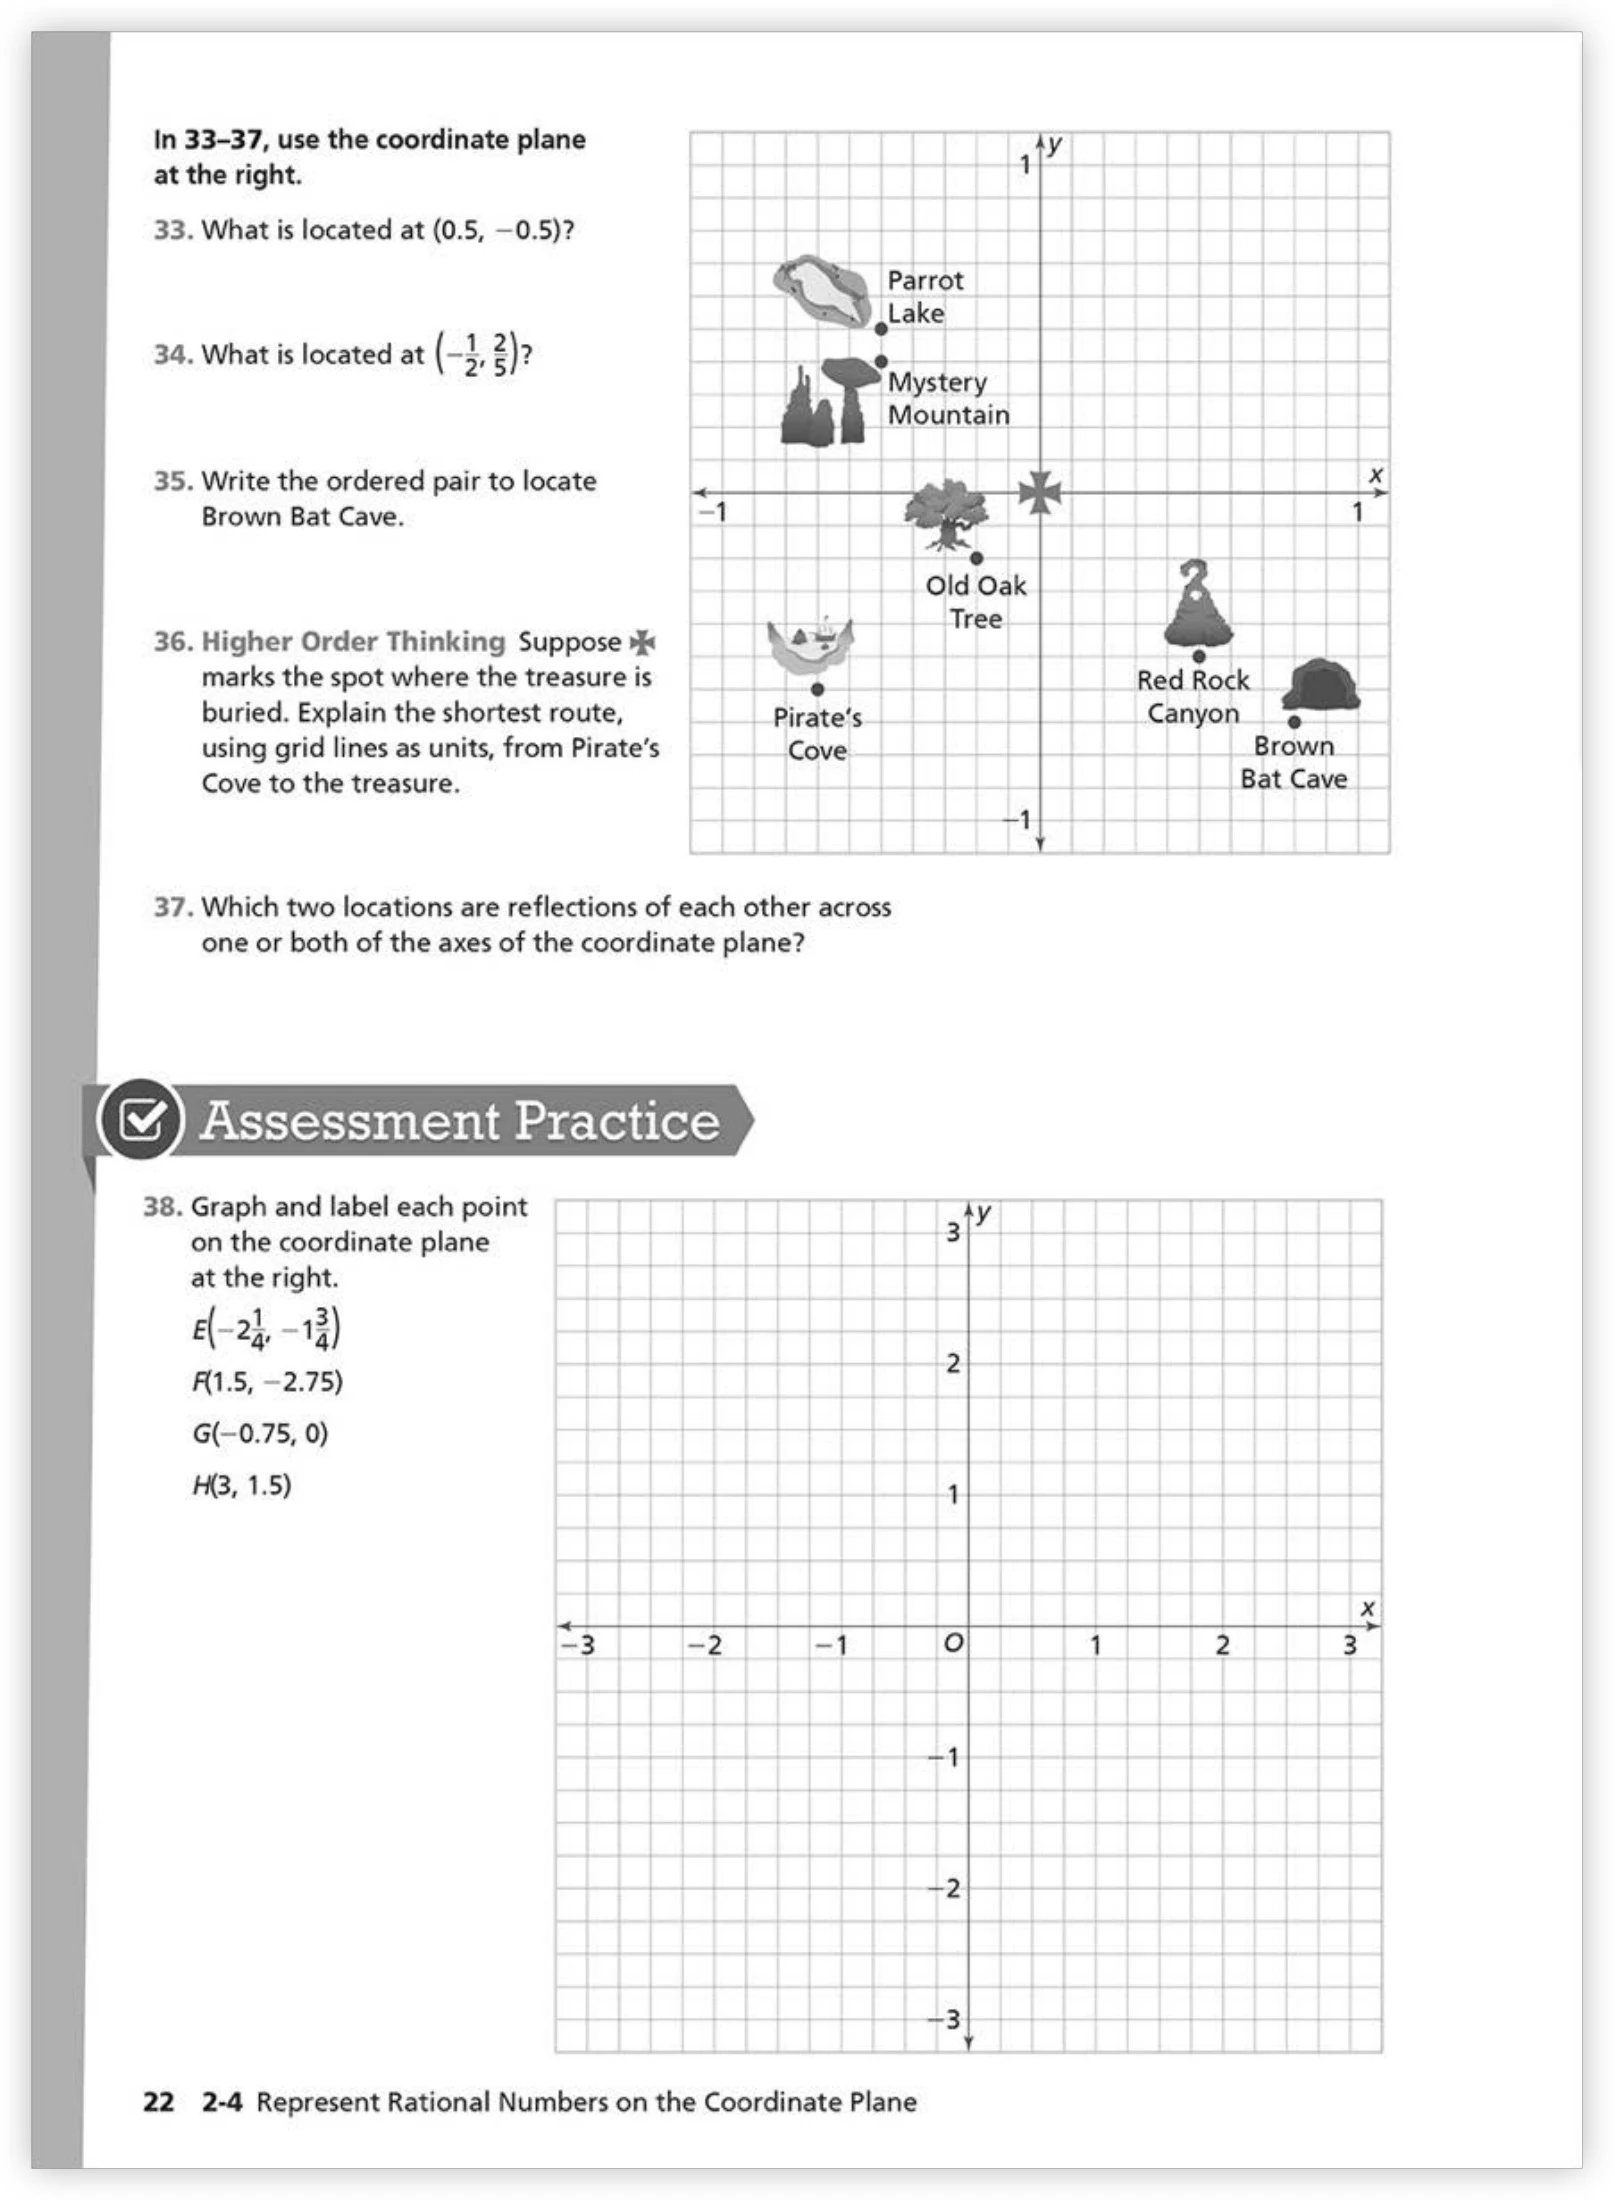 In 33–37, use the coordinate plane
at the right.
33. What is located at (0.5, −0.5)?
34. What is located at (−1/2, 2/5)?
35. Write the ordered pair to locate
Brown Bat Cave.
36. Higher Order Thinking Suppose ✠
marks the spot where the treasure is
buried. Explain the shortest route,
using grid lines as units, from Pirate's
Cove to the treasure.
y
1
Parrot
Lake
Mystery
Mountain
x
−1
1
Old Oak
Tree
Red Rock
Canyon
Pirate's
Cove
Brown
Bat Cave
−1
37. Which two locations are reflections of each other across
one or both of the axes of the coordinate plane?
Assessment Practice
38. Graph and label each point
on the coordinate plane
at the right.
E(−2 1/4, −1 3/4)
F(1.5, −2.75)
G(−0.75, 0)
H(3, 1.5)
y
3
2
1
x
−3 −2 −1 O 1 2 3
−1
−2
−3
22 2-4 Represent Rational Numbers on the Coordinate Plane